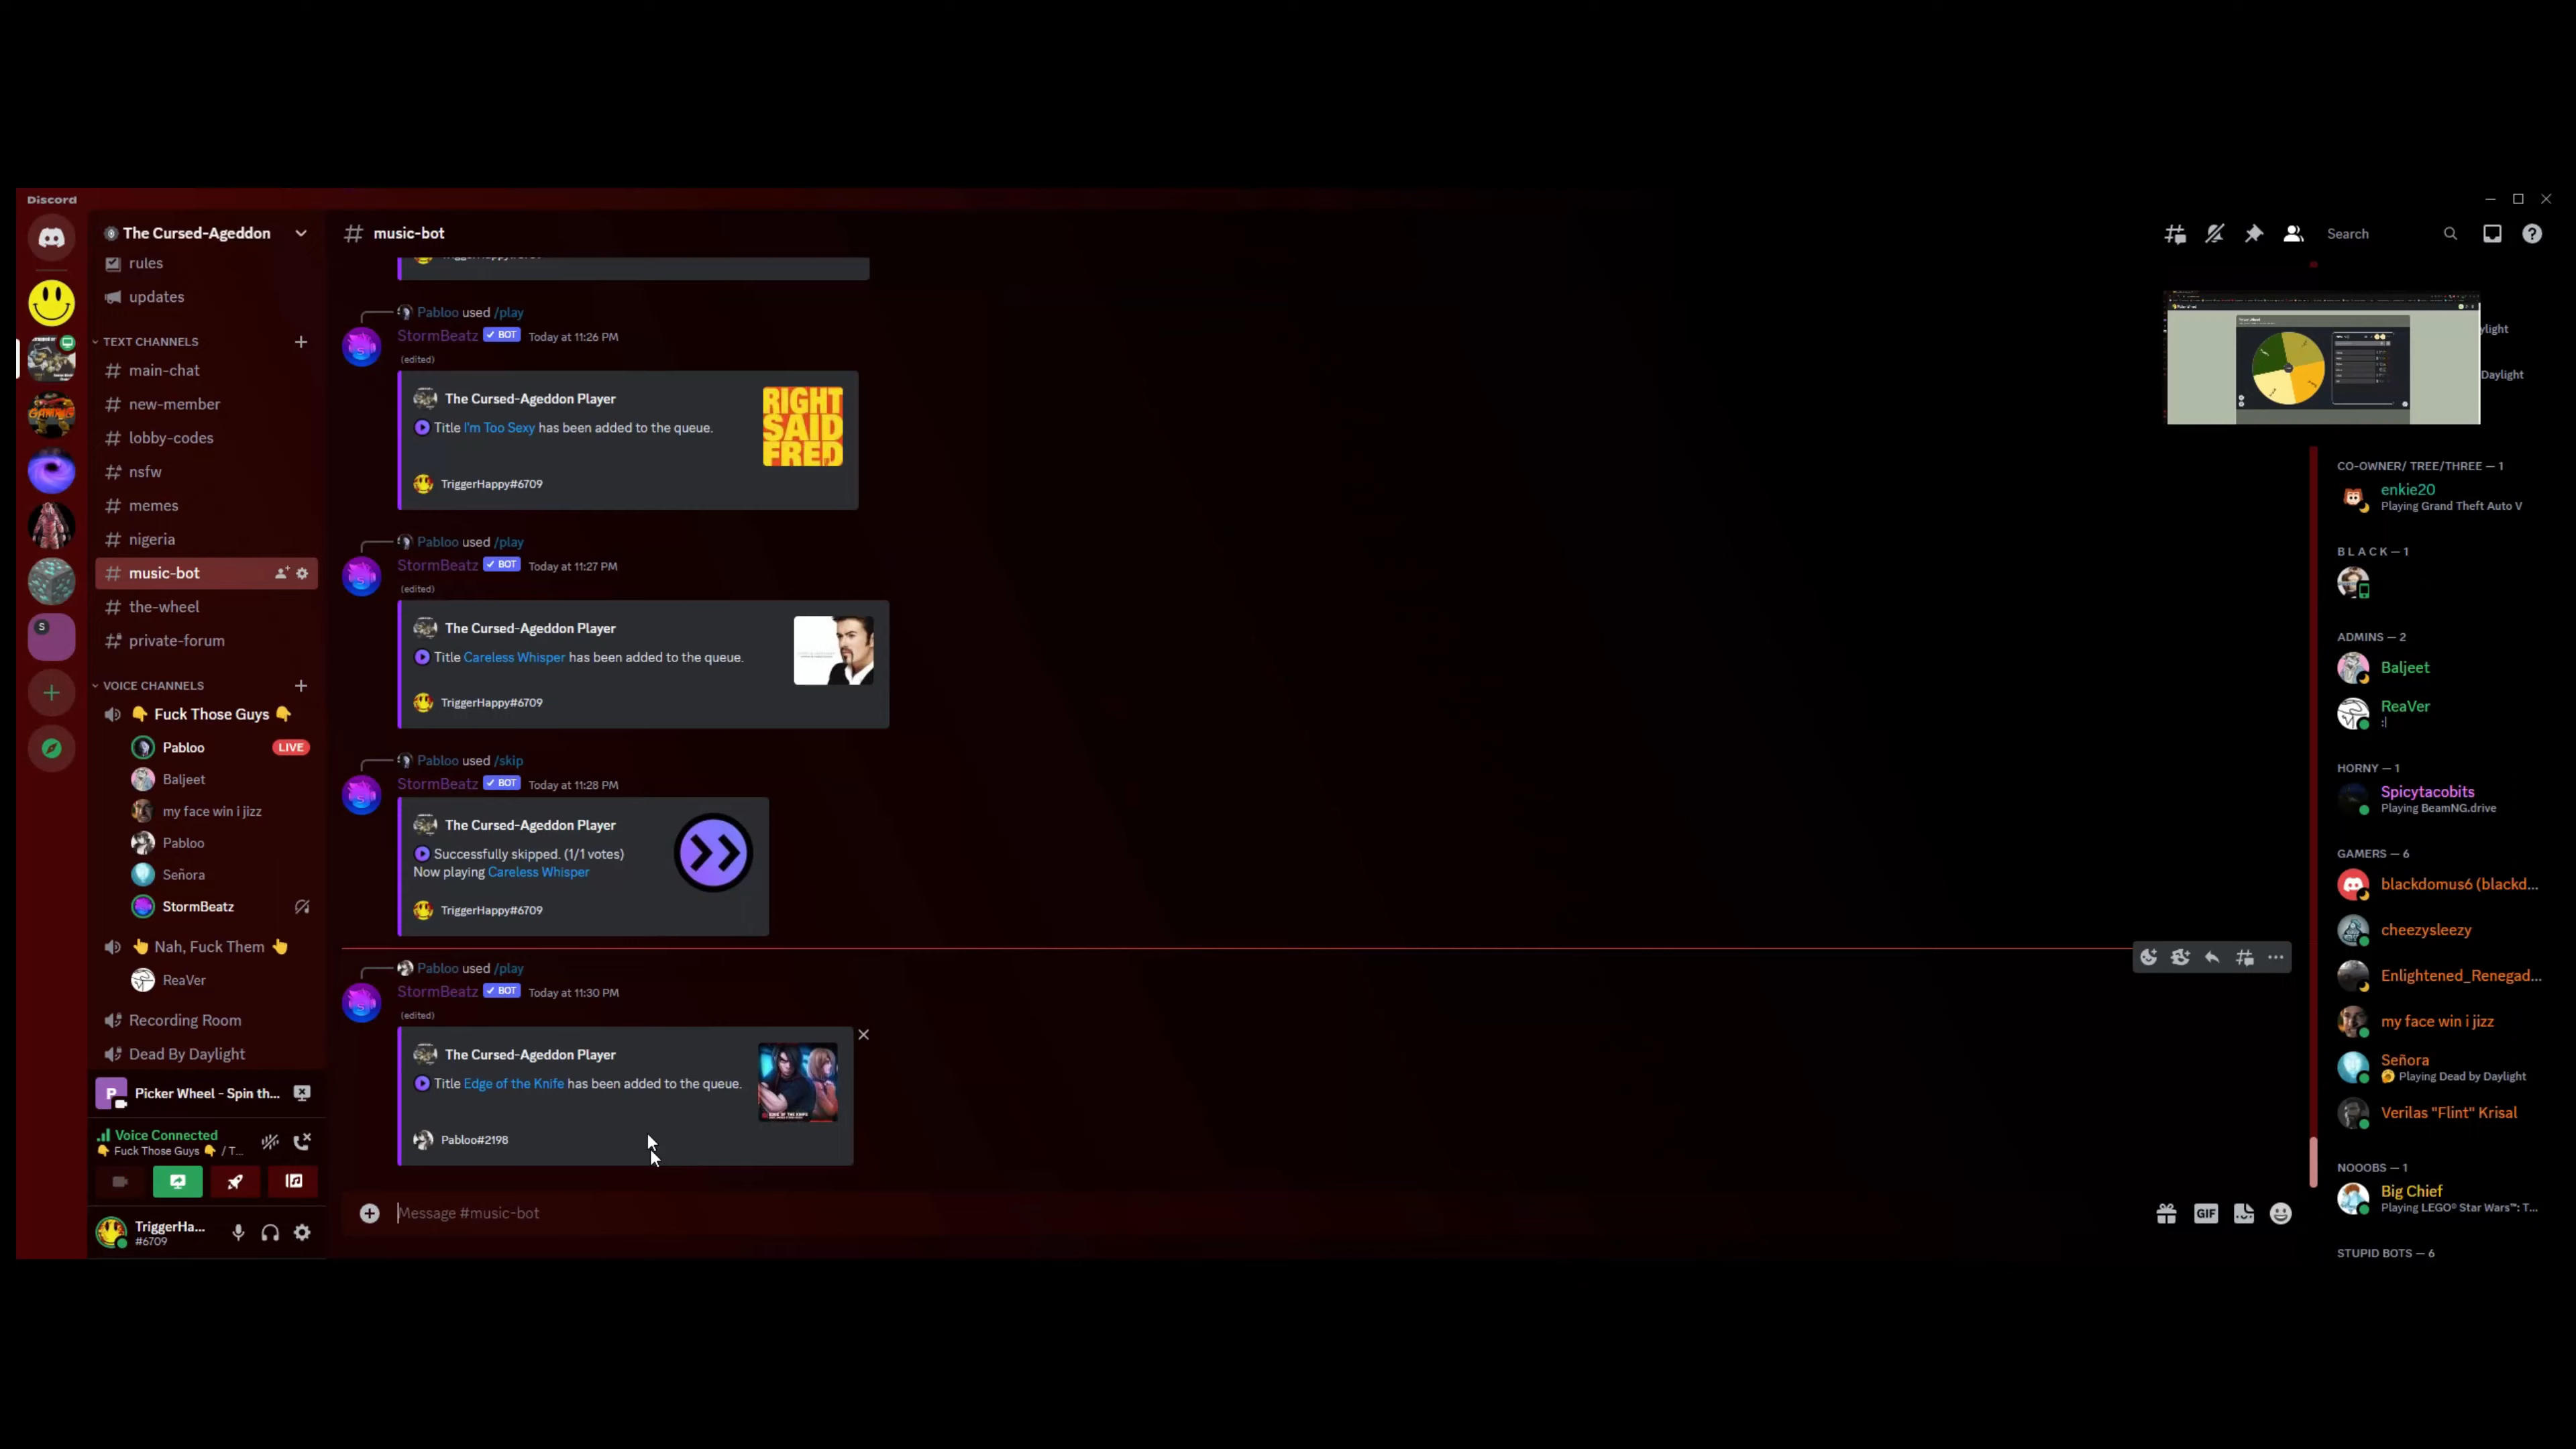 Discord
The Cursed-Ageddon
rules
updates
TEXT CHANNELS
main-chat
new-member
lobby-codes
nsfw
memes
nigeria
music-bot
the-wheel
private-forum
VOICE CHANNELS
👇 Fuck Those Guys 👇
Pabloo LIVE
Baljeet
my face win i jizz
Pabloo
Señora
StormBeatz
👆 Nah, Fuck Them 👆
ReaVer
Recording Room
Dead By Daylight
P Picker Wheel - Spin th...
Voice Connected
👇 Fuck Those Guys 👇 / T...
TriggerHa...
#6709
S
GAMING
music-bot
Pabloo used /play
StormBeatz ✓ BOT Today at 11:26 PM
(edited)
The Cursed-Ageddon Player
Title I'm Too Sexy has been added to the queue.
RIGHT
SAID
FRED
TriggerHappy#6709
Pabloo used /play
StormBeatz ✓ BOT Today at 11:27 PM
(edited)
The Cursed-Ageddon Player
Title Careless Whisper has been added to the queue.
TriggerHappy#6709
Pabloo used /skip
StormBeatz ✓ BOT Today at 11:28 PM
The Cursed-Ageddon Player
Successfully skipped. (1/1 votes)
Now playing Careless Whisper
TriggerHappy#6709
Pabloo used /play
StormBeatz ✓ BOT Today at 11:30 PM
(edited)
The Cursed-Ageddon Player
Title Edge of the Knife has been added to the queue.
EDGE OF THE KNIFE
Pabloo#2198
Message #music-bot
GIF
Search
ylight
Daylight
CO-OWNER/ TREE/THREE — 1
enkie20
Playing Grand Theft Auto V
B L A C K — 1
ADMINS — 2
Baljeet
ReaVer
:|
HORNY — 1
Spicytacobits
Playing BeamNG.drive
GAMERS — 6
blackdomus6 (blackd...
cheezysleezy
Enlightened_Renegad...
my face win i jizz
Señora
Playing Dead by Daylight
Verilas "Flint" Krisal
NOOOBS — 1
Big Chief
Playing LEGO® Star Wars™: T...
STUPID BOTS — 6